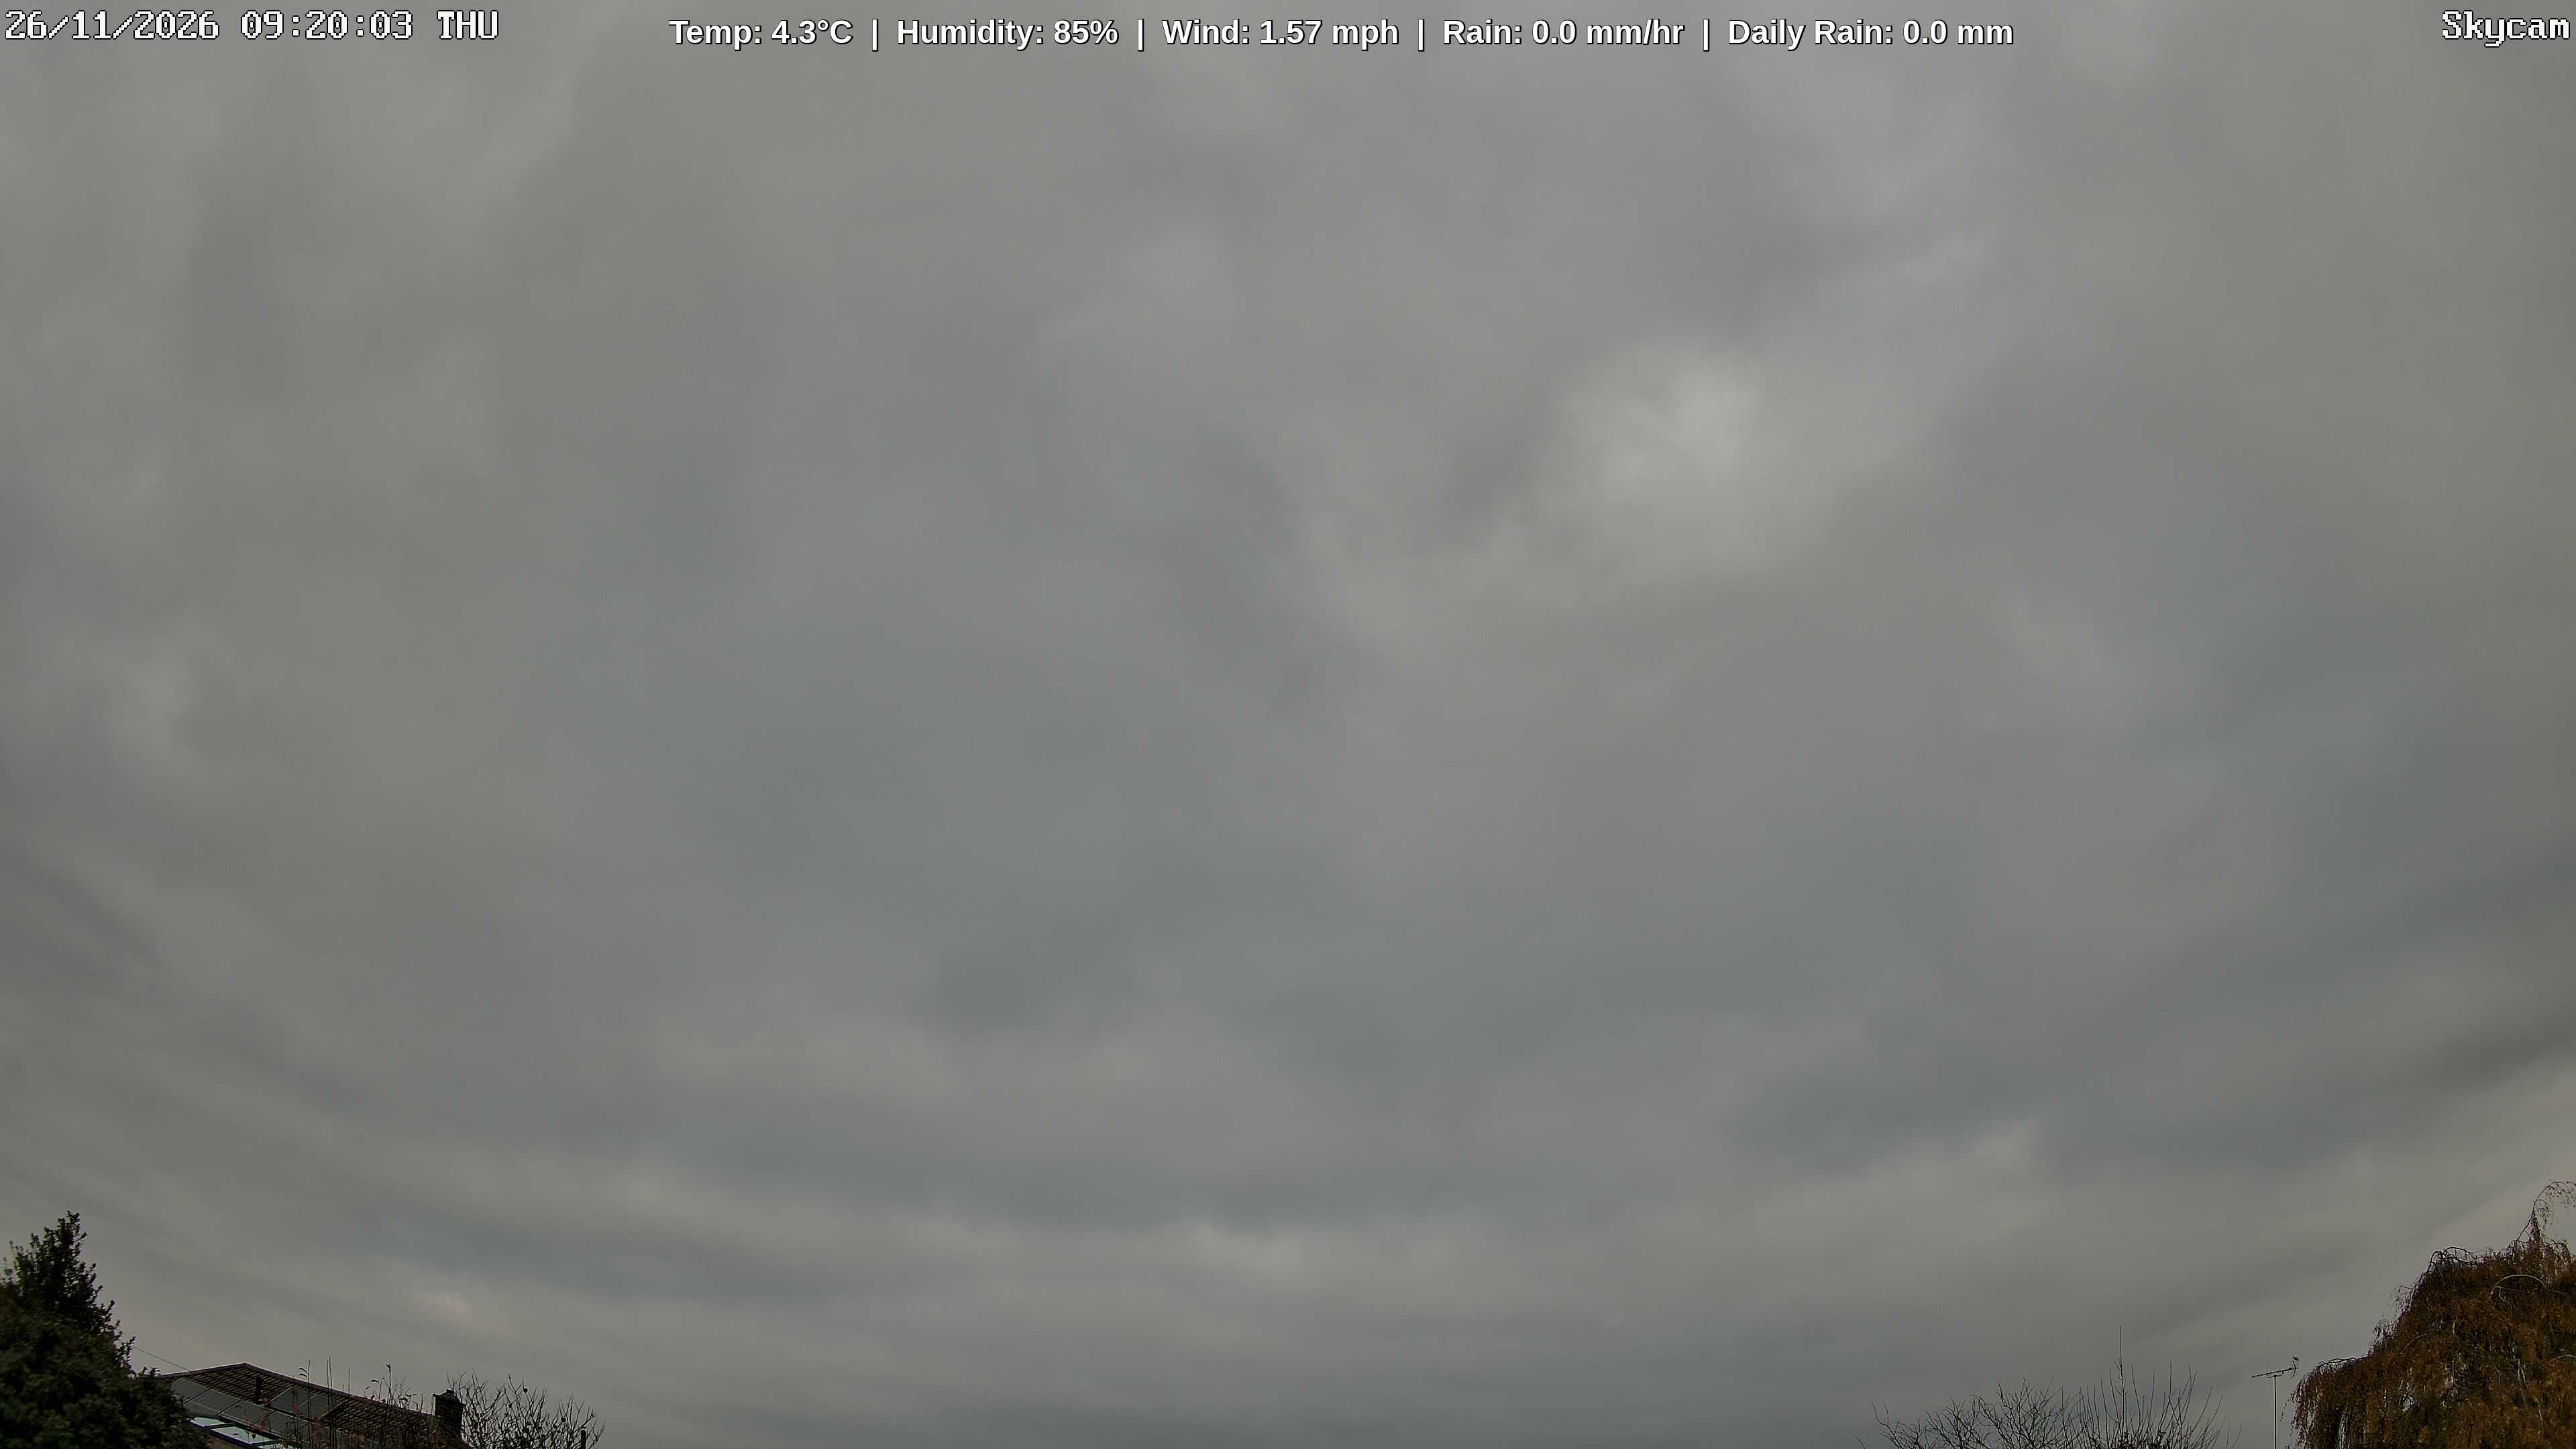 26/11/2026 09:20:03 THU
Temp: 4.3°C | Humidity: 85% | Wind: 1.57 mph | Rain: 0.0 mm/hr | Daily Rain: 0.0 mm
Skycam